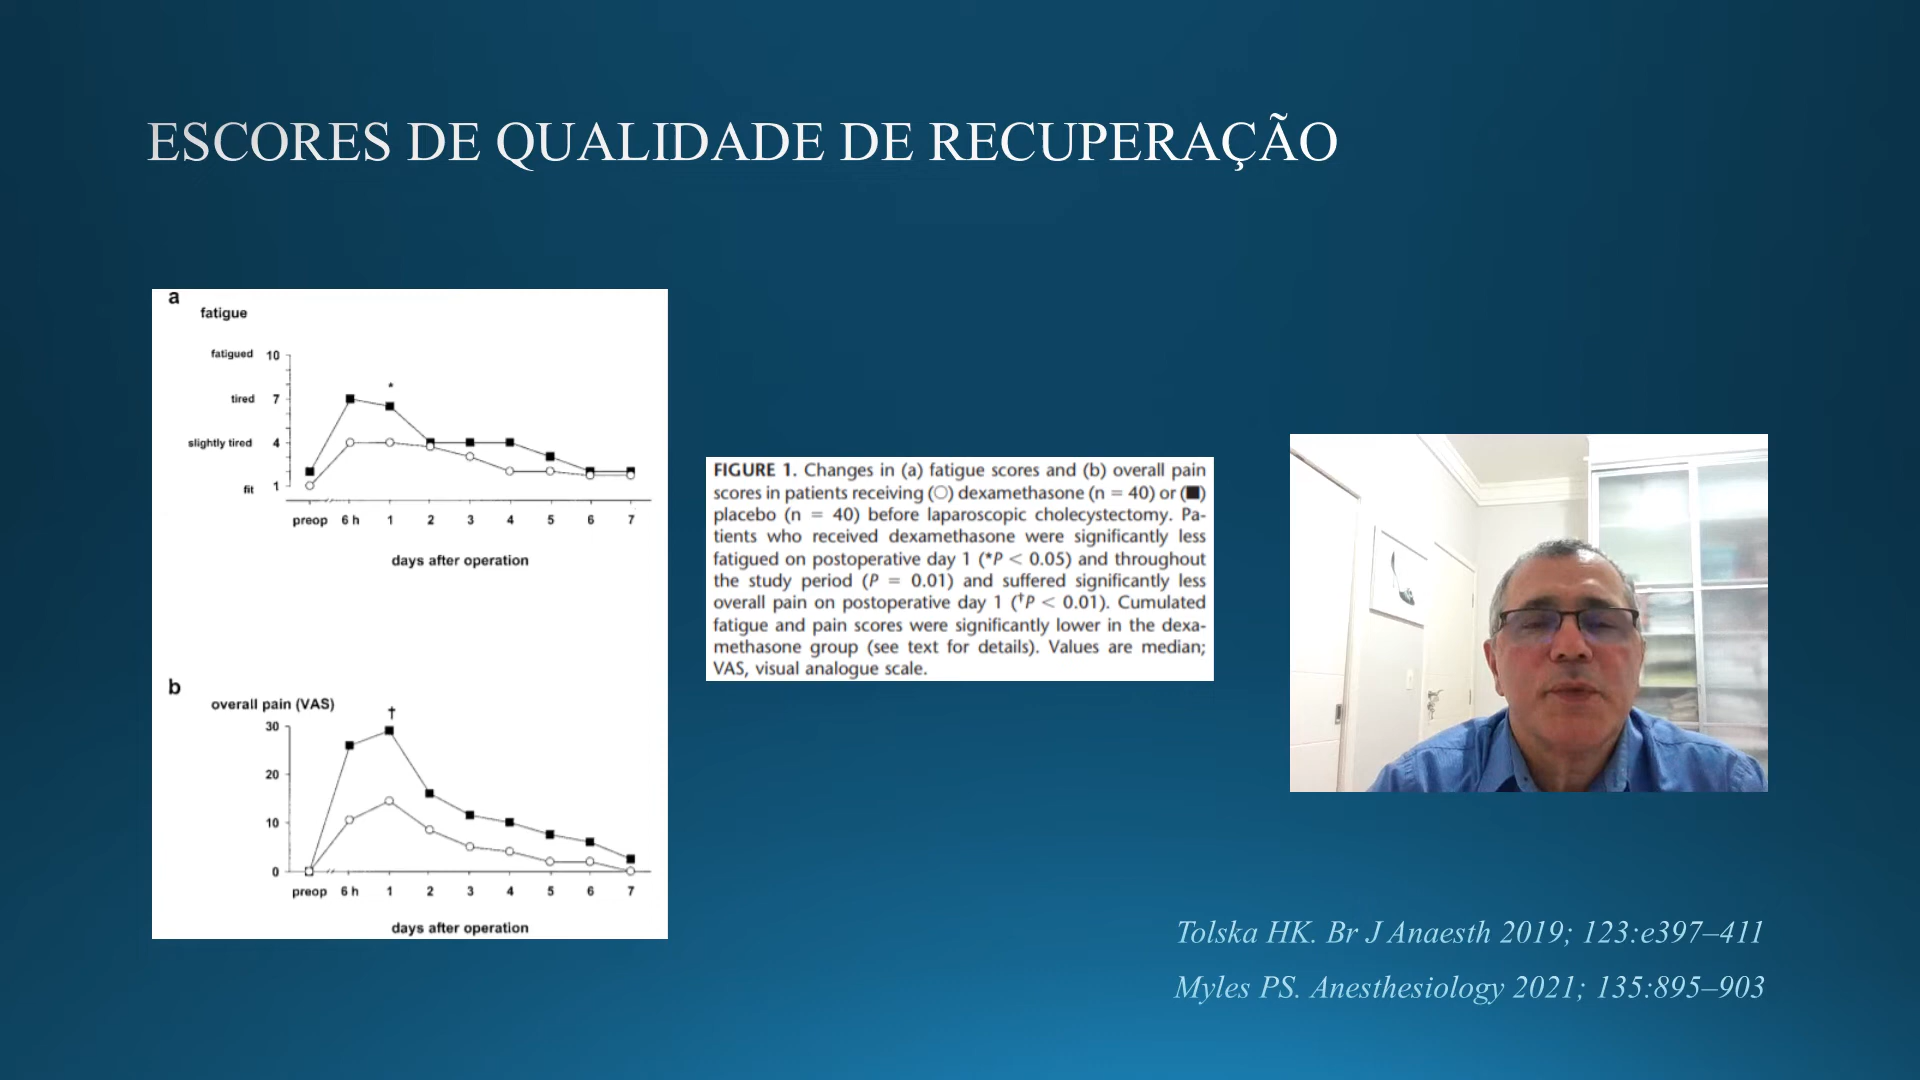 ESCORES DE QUALIDADE DE RECUPERAÇÃO
a
fatigue
fatigued 10
*
tired 7
slightly tired 4
1
fit
preop 6 h 1 2 3 4 5 6 7
days after operation
b
overall pain (VAS)
†
30
20
10
0
preop 6 h 1 2 3 4 5 6 7
days after operation
FIGURE 1. Changes in (a) fatigue scores and (b) overall pain
scores in patients receiving (○) dexamethasone (n = 40) or (■)
placebo (n = 40) before laparoscopic cholecystectomy. Pa-
tients who received dexamethasone were significantly less
fatigued on postoperative day 1 (*P < 0.05) and throughout
the study period (P = 0.01) and suffered significantly less
overall pain on postoperative day 1 (†P < 0.01). Cumulated
fatigue and pain scores were significantly lower in the dexa-
methasone group (see text for details). Values are median;
VAS, visual analogue scale.
Tolska HK. Br J Anaesth 2019; 123:e397–411
Myles PS. Anesthesiology 2021; 135:895–903